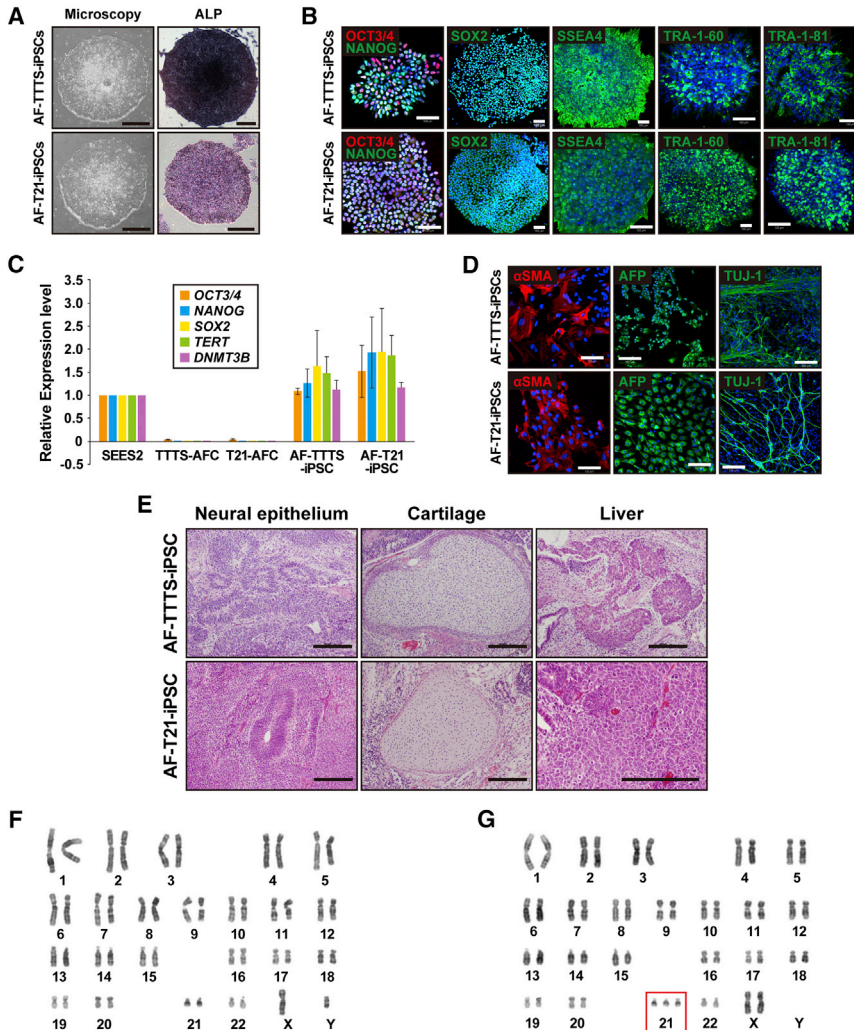 A
Microscopy ALP
AF-TTTS-iPSCs
AF-T21-iPSCs
B
OCT3/4 NANOG SOX2 SSEA4 TRA-1-60 TRA-1-81
AF-TTTS-iPSCs
OCT3/4 NANOG SOX2 SSEA4 TRA-1-60 TRA-1-81
AF-T21-iPSCs
C
Relative Expression level
3.5
3.0
2.5
2.0
1.5
1.0
0.5
0
-0.5
OCT3/4
NANOG
SOX2
TERT
DNMT3B
SEES2 TTTS-AFC T21-AFC AF-TTTS -iPSC AF-T21 -iPSC
D
αSMA AFP TUJ-1
AF-TTTS-iPSCs
αSMA AFP TUJ-1
AF-T21-iPSCs
E
Neural epithelium Cartilage Liver
AF-TTTS-iPSC
AF-T21-iPSC
F
1 2 3 4 5
6 7 8 9 10 11 12
13 14 15 16 17 18
19 20 21 22 X Y
G
1 2 3 4 5
6 7 8 9 10 11 12
13 14 15 16 17 18
19 20 21 22 X Y